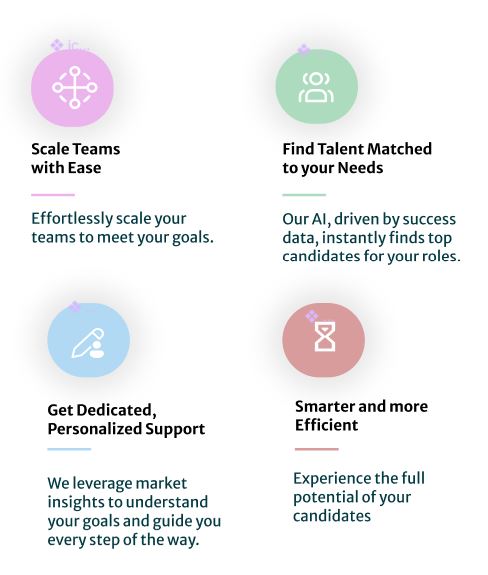 Scale Teams
with Ease
Effortlessly scale your
teams to meet your goals.
Find Talent Matched
to your Needs
Our AI, driven by success
data, instantly finds top
candidates for your roles.
Get Dedicated,
Personalized Support
We leverage market
insights to understand
your goals and guide you
every step of the way.
Smarter and more
Efficient
Experience the full
potential of your
candidates